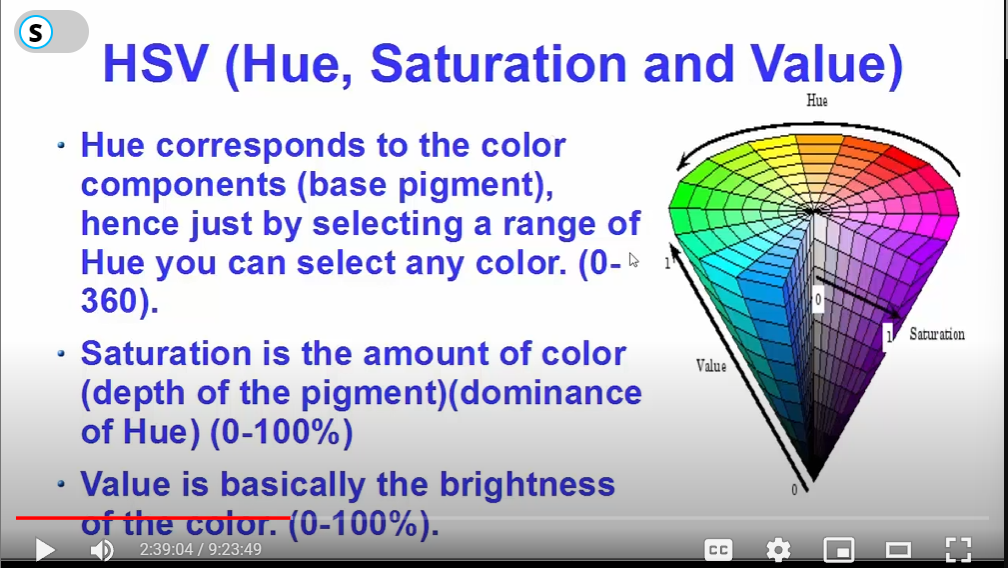 S
HSV (Hue, Saturation and Value)
• Hue corresponds to the color
components (base pigment),
hence just by selecting a range of
Hue you can select any color. (0-
360).
• Saturation is the amount of color
(depth of the pigment)(dominance
of Hue) (0-100%)
• Value is basically the brightness
of the color. (0-100%).
Hue
1
0
1
Saturation
Value
0
2:39:04 / 9:23:49
CC